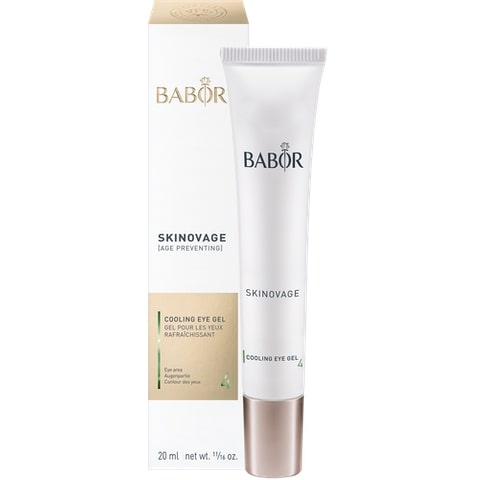 BABOR
SKINOVAGE
[AGE PREVENTING]
COOLING EYE GEL
GEL POUR LES YEUX
RAFRAÎCHISSANT
Eye area
Augenpartie
Contour des yeux
4
20 ml net wt. 11/16 oz.
BABOR
SKINOVAGE
COOLING EYE GEL
4